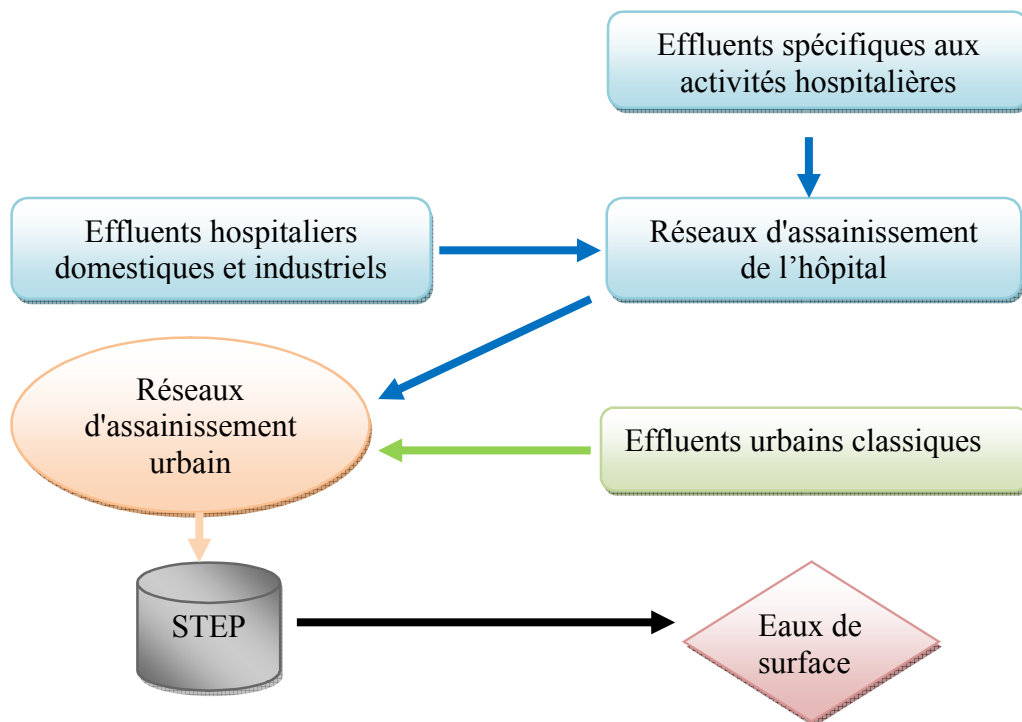 Effluents spécifiques aux
activités hospitalières
Effluents hospitaliers
domestiques et industriels
Réseaux d'assainissement
de l’hôpital
Réseaux
d'assainissement
urbain
Effluents urbains classiques
STEP
Eaux de
surface